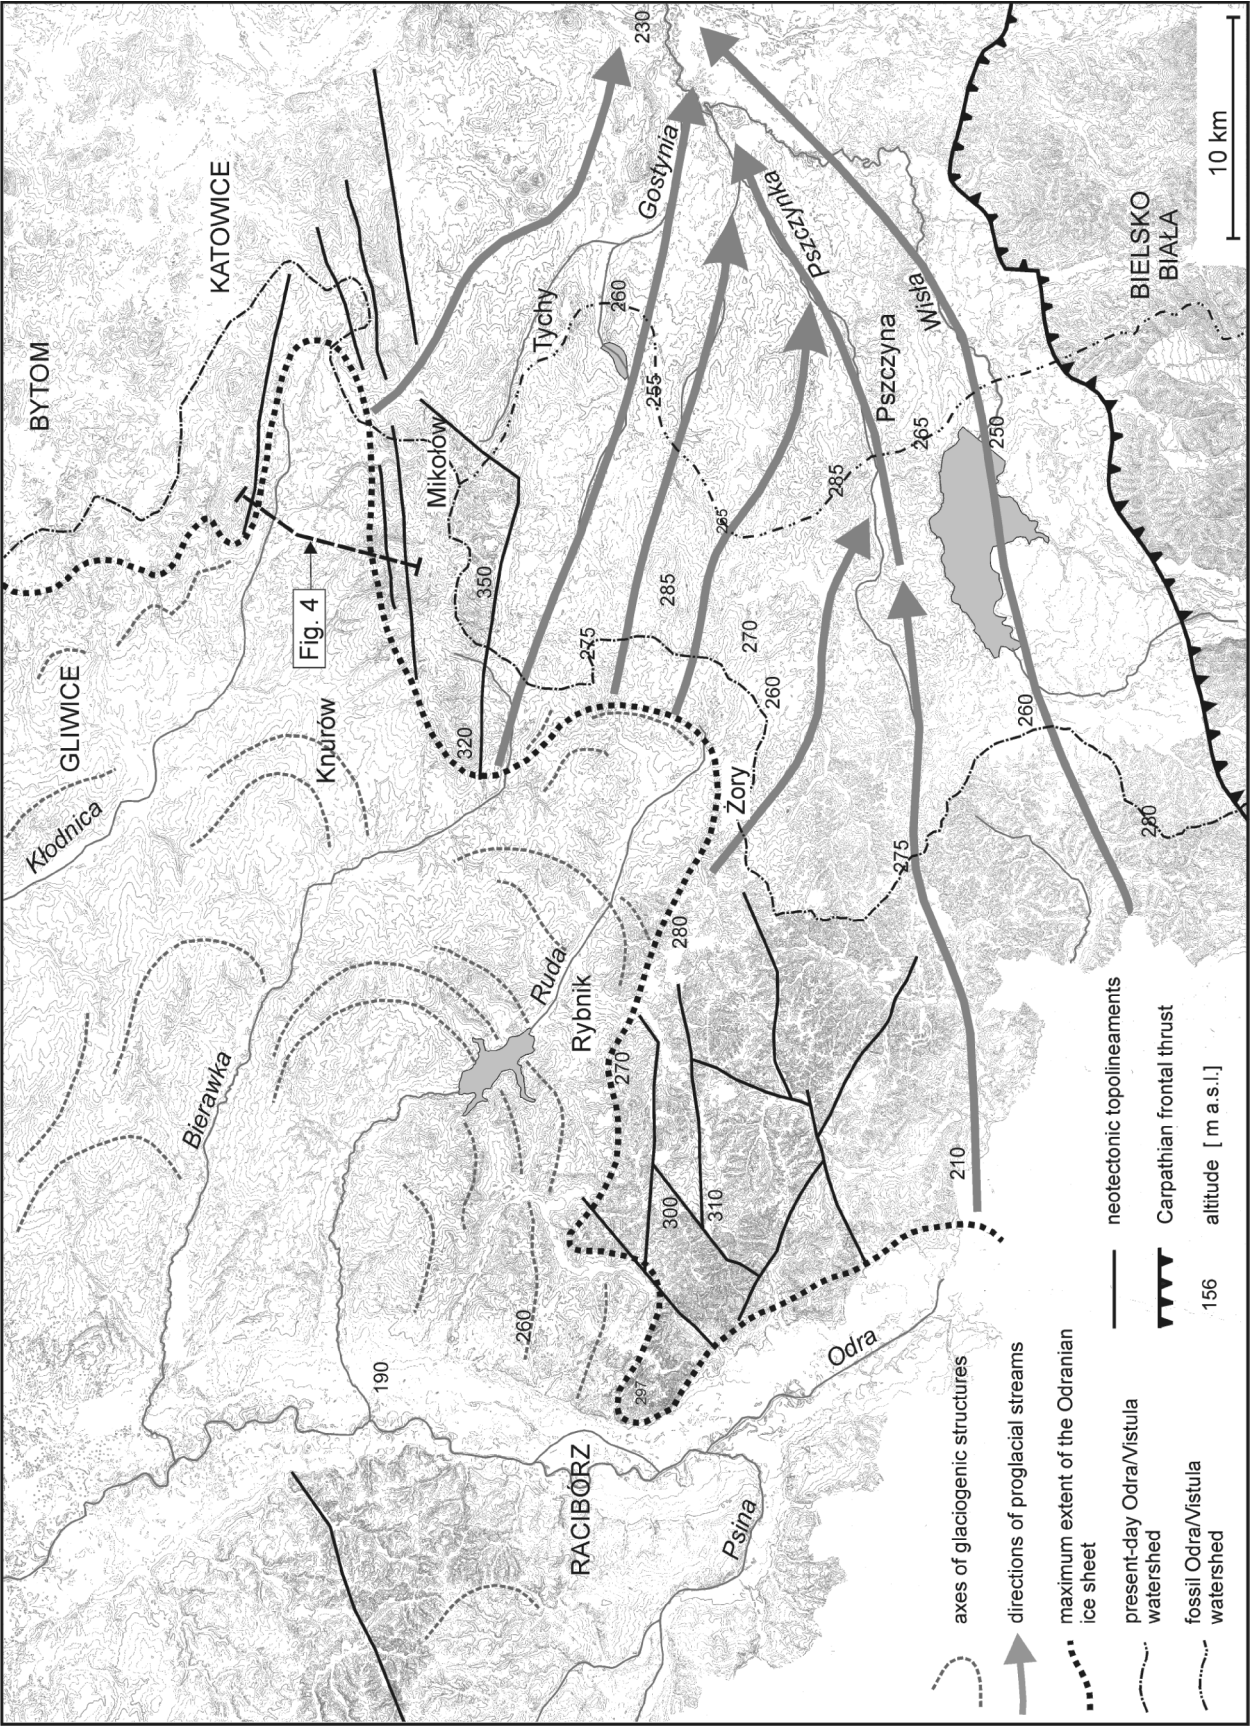 230
KATOWICE
BYTOM
GLIWICE
Kłodnica
Knurów
Fig. 4
Mikołów
Tychy
Gostynia
Pszczynka
Pszczyna
Wisła
BIELSKO
BIAŁA
10 km
260
255
265
285
265
250
350
285
275
270
260
260
280
320
Żory
275
280
Ruda
Rybnik
270
Bierawka
300
310
210
260
190
297
Odra
RACIBÓRZ
Psina
axes of glaciogenic structures
directions of proglacial streams
maximum extent of the Odranian
ice sheet
present-day Odra/Vistula
watershed
fossil Odra/Vistula
watershed
neotectonic topolineaments
Carpathian frontal thrust
156
altitude [ m a.s.l.]